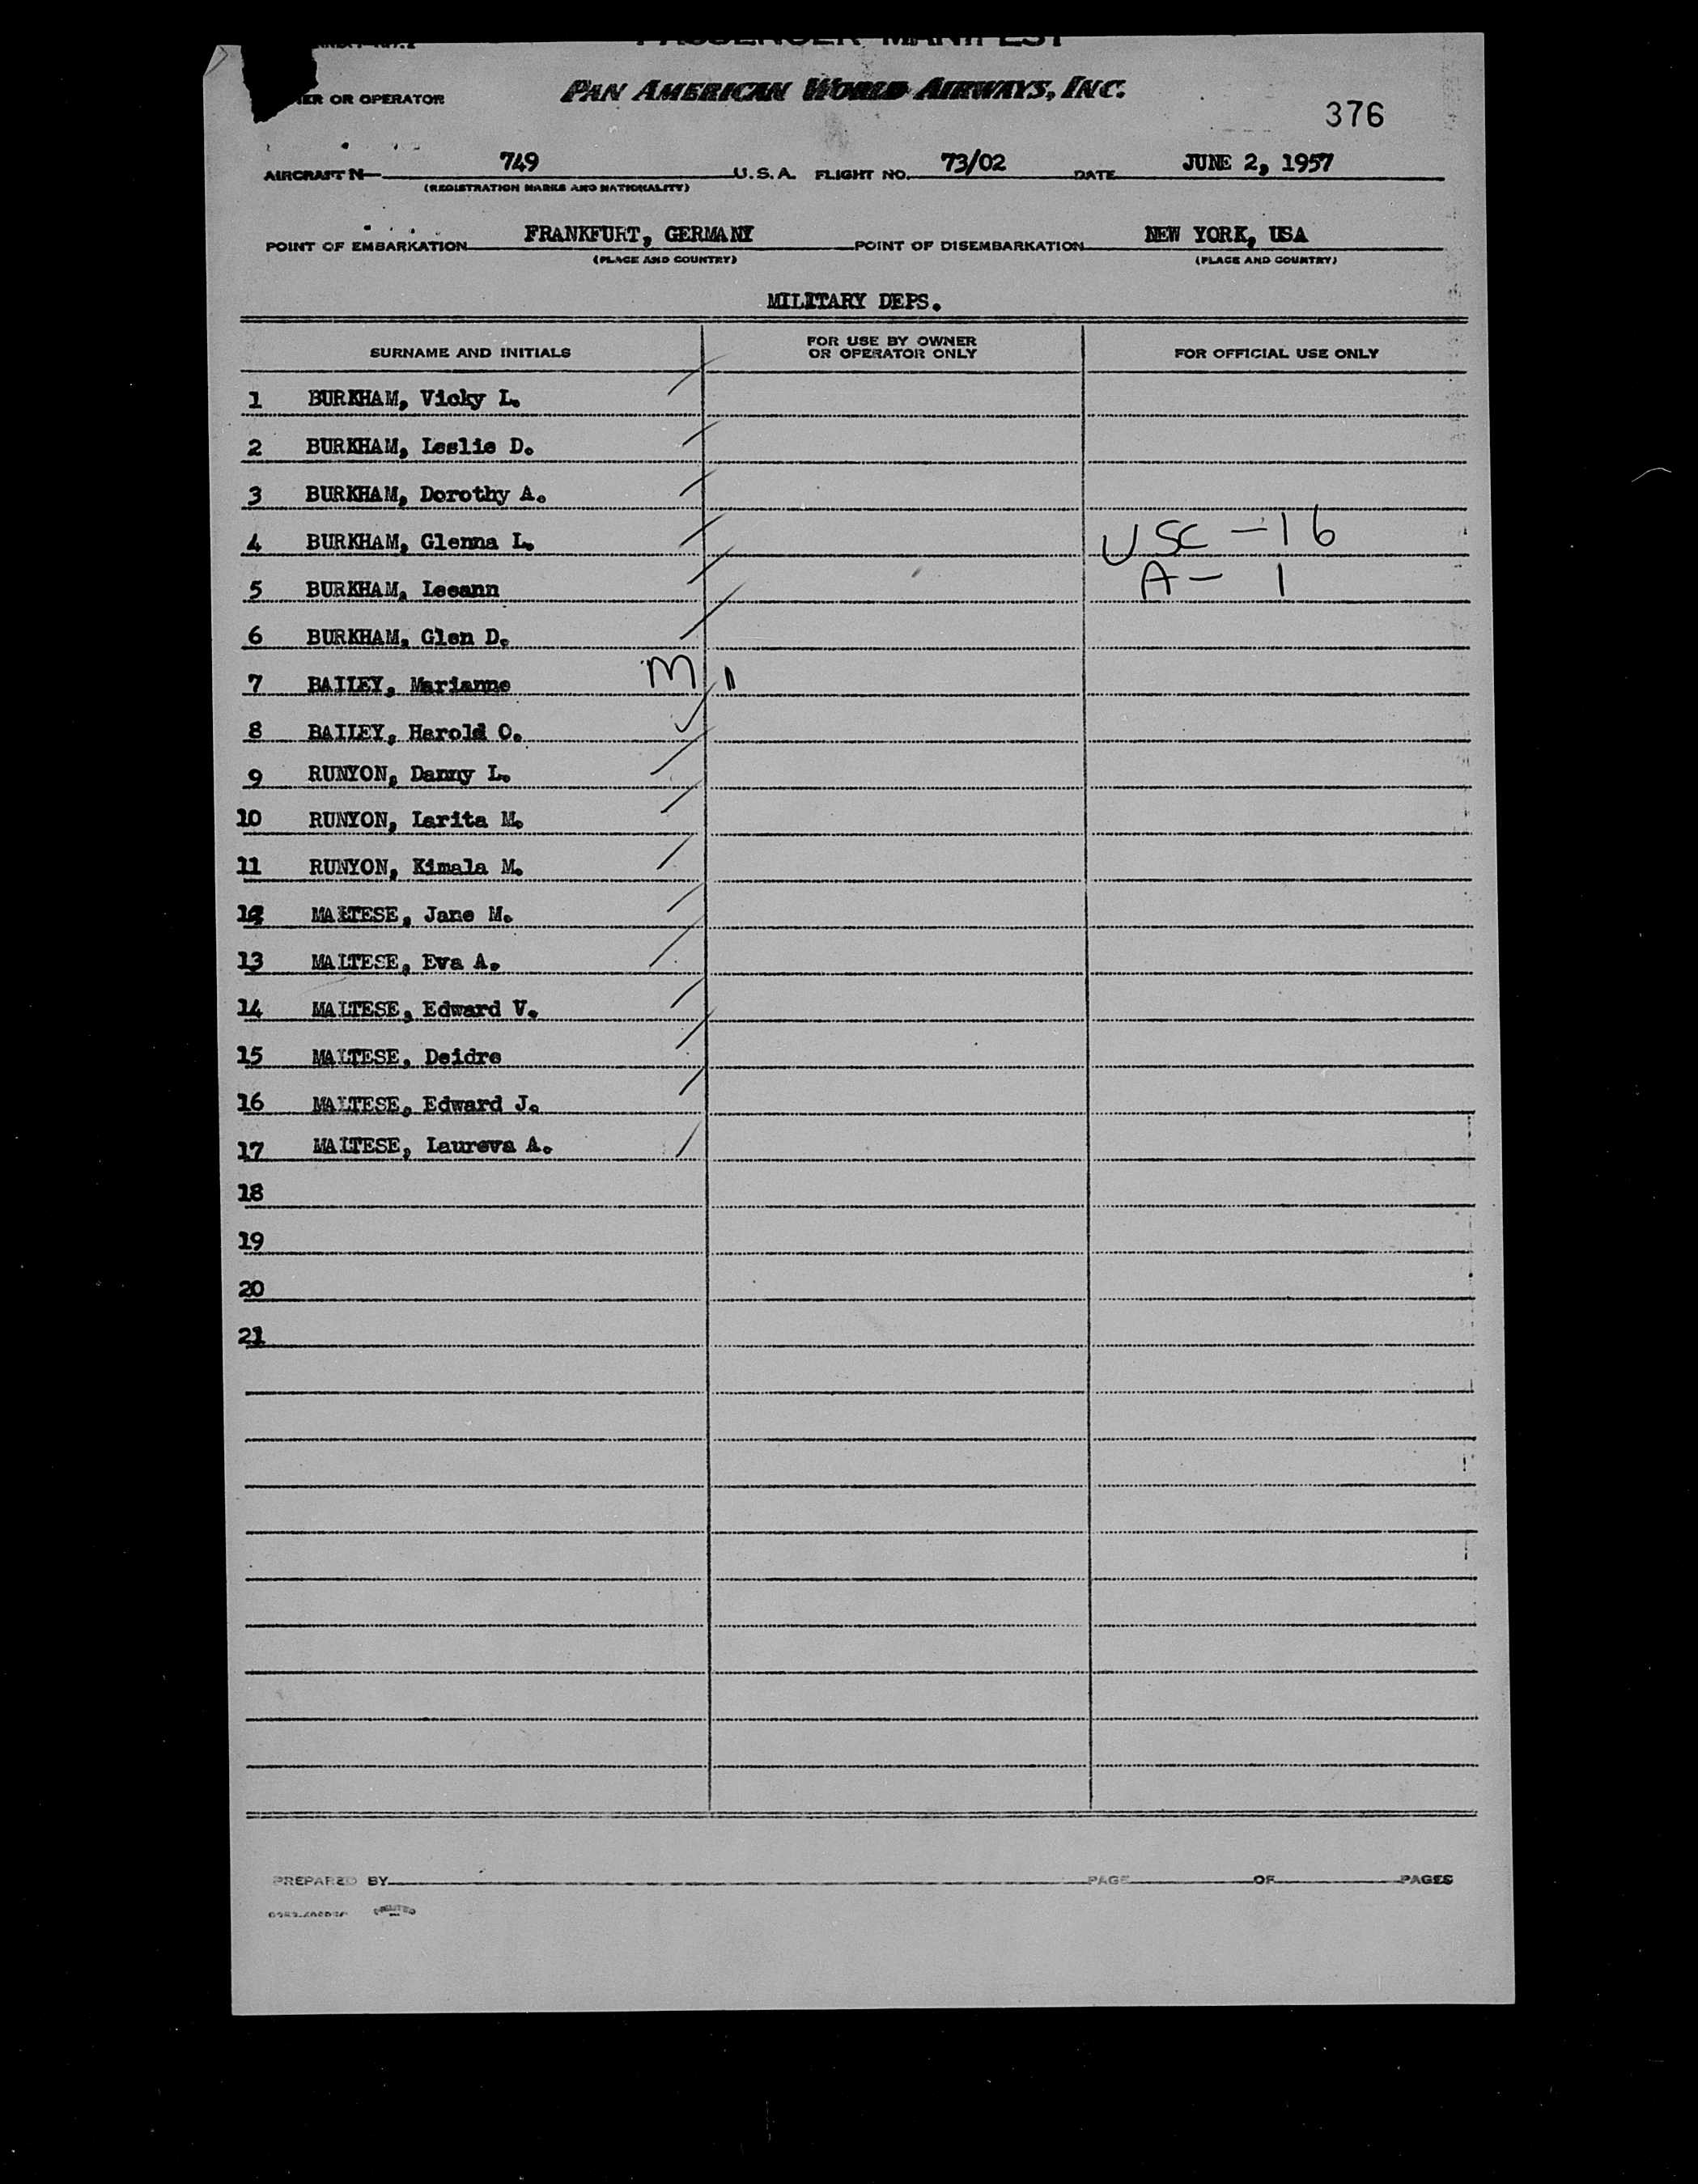 PASSENGER MANIFEST
OR OPERATOR PAN AMERICAN WORLD AIRWAYS, INC.
376
AIRCRAFT N 749 U.S.A. FLIGHT NO. 73/02 DATE JUNE 2, 1957
(REGISTRATION MARKS AND NATIONALITY)
POINT OF EMBARKATION FRANKFURT, GERMANY POINT OF DISEMBARKATION NEW YORK, USA
(PLACE AND COUNTRY) (PLACE AND COUNTRY)
MILITARY DEPS.
SURNAME AND INITIALS FOR USE BY OWNER OR OPERATOR ONLY FOR OFFICIAL USE ONLY
1 BURKHAM, Vicky L.
2 BURKHAM, Leslie D.
3 BURKHAM, Dorothy A.
4 BURKHAM, Glenna L. USC - 16
5 BURKHAM, Leeann A - 1
6 BURKHAM, Glen D.
7 BAILEY, Marianne M
8 BAILEY, Harold O.
9 RUNYON, Danny L.
10 RUNYON, Larita M.
11 RUNYON, Kimala M.
12 MALTESE, Jane M.
13 MALTESE, Eva A.
14 MALTESE, Edward V.
15 MALTESE, Deidre
16 MALTESE, Edward J.
17 MALTESE, Laureva A.
18
19
20
21
PREPARED BY PAGE OF PAGES